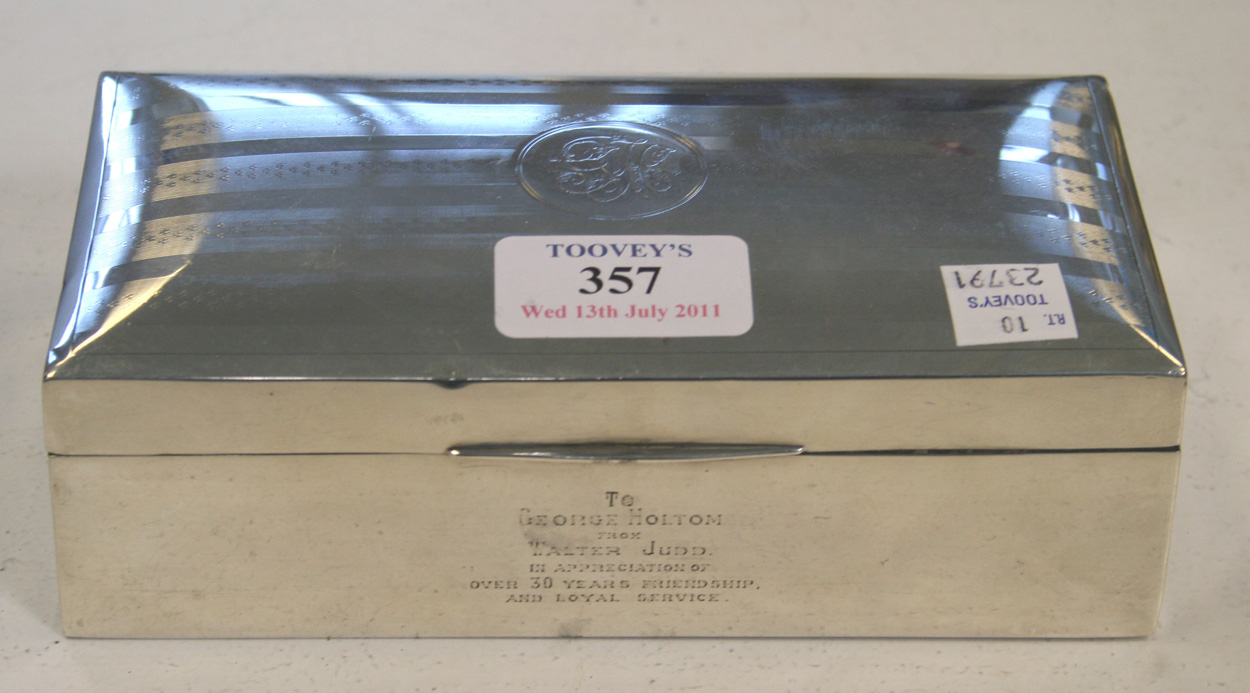 TOOVEY'S
357
Wed 13th July 2011
RT. 10
TOOVEY'S
23791
To
GEORGE HOLTOM
FROM
WALTER JUDD.
IN APPRECIATION OF
OVER 30 YEARS FRIENDSHIP,
AND LOYAL SERVICE.